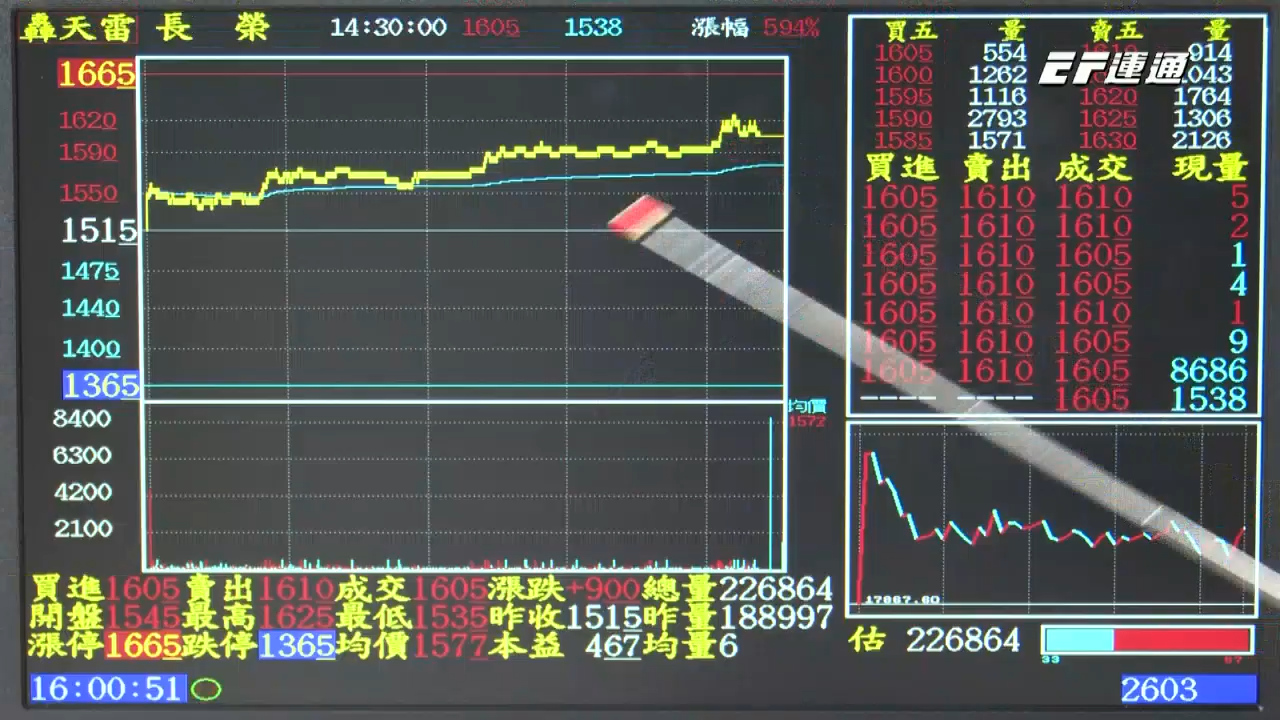 轟天雷 長 榮 14:30:00 1605 1538 漲幅 594%
買五 量 賣五 量
1605 554 1610 914
1600 1262
1595 1116 1620 1764
1590 2793 1625 1306
1585 1571 1630 2126
EF運通
買進 賣出 成交 現量
1605 1610 1610 5
1605 1610 1610 2
1605 1610 1605 1
1605 1610 1605 4
1605 1610 1610 1
1605 1610 1605 9
1605 1610 1605 8686
---- ---- 1605 1538
1665
1620
1590
1550
1515
1475
1440
1400
1365
均價
1572
8400
6300
4200
2100
17867.60
買進1605賣出1610成交1605漲跌+900總量226864
開盤1545最高1625最低1535昨收1515昨量188997
漲停1665跌停1365均價1577本益 467均量6
估 226864
33 67
16:00:51
2603